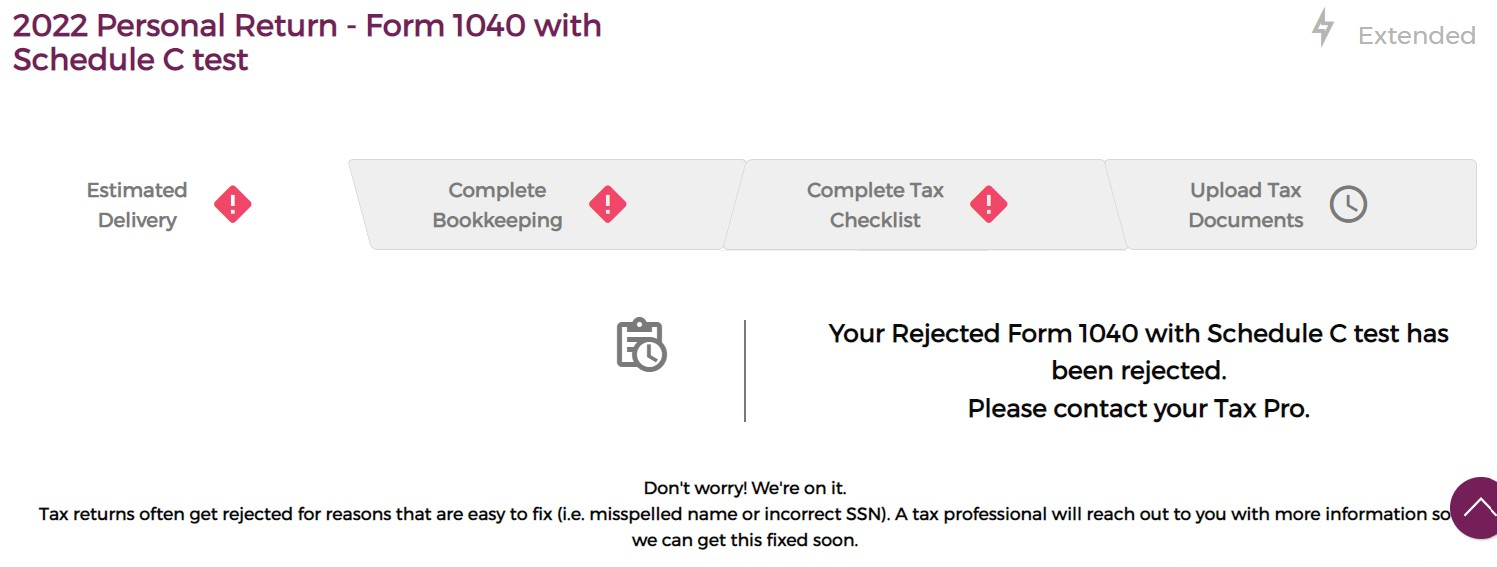 2022 Personal Return - Form 1040 with
Schedule C test
Extended
Estimated
Delivery
Complete
Bookkeeping
Complete Tax
Checklist
Upload Tax
Documents
Your Rejected Form 1040 with Schedule C test has
been rejected.
Please contact your Tax Pro.
Don't worry! We're on it.
Tax returns often get rejected for reasons that are easy to fix (i.e. misspelled name or incorrect SSN). A tax professional will reach out to you with more information so
we can get this fixed soon.